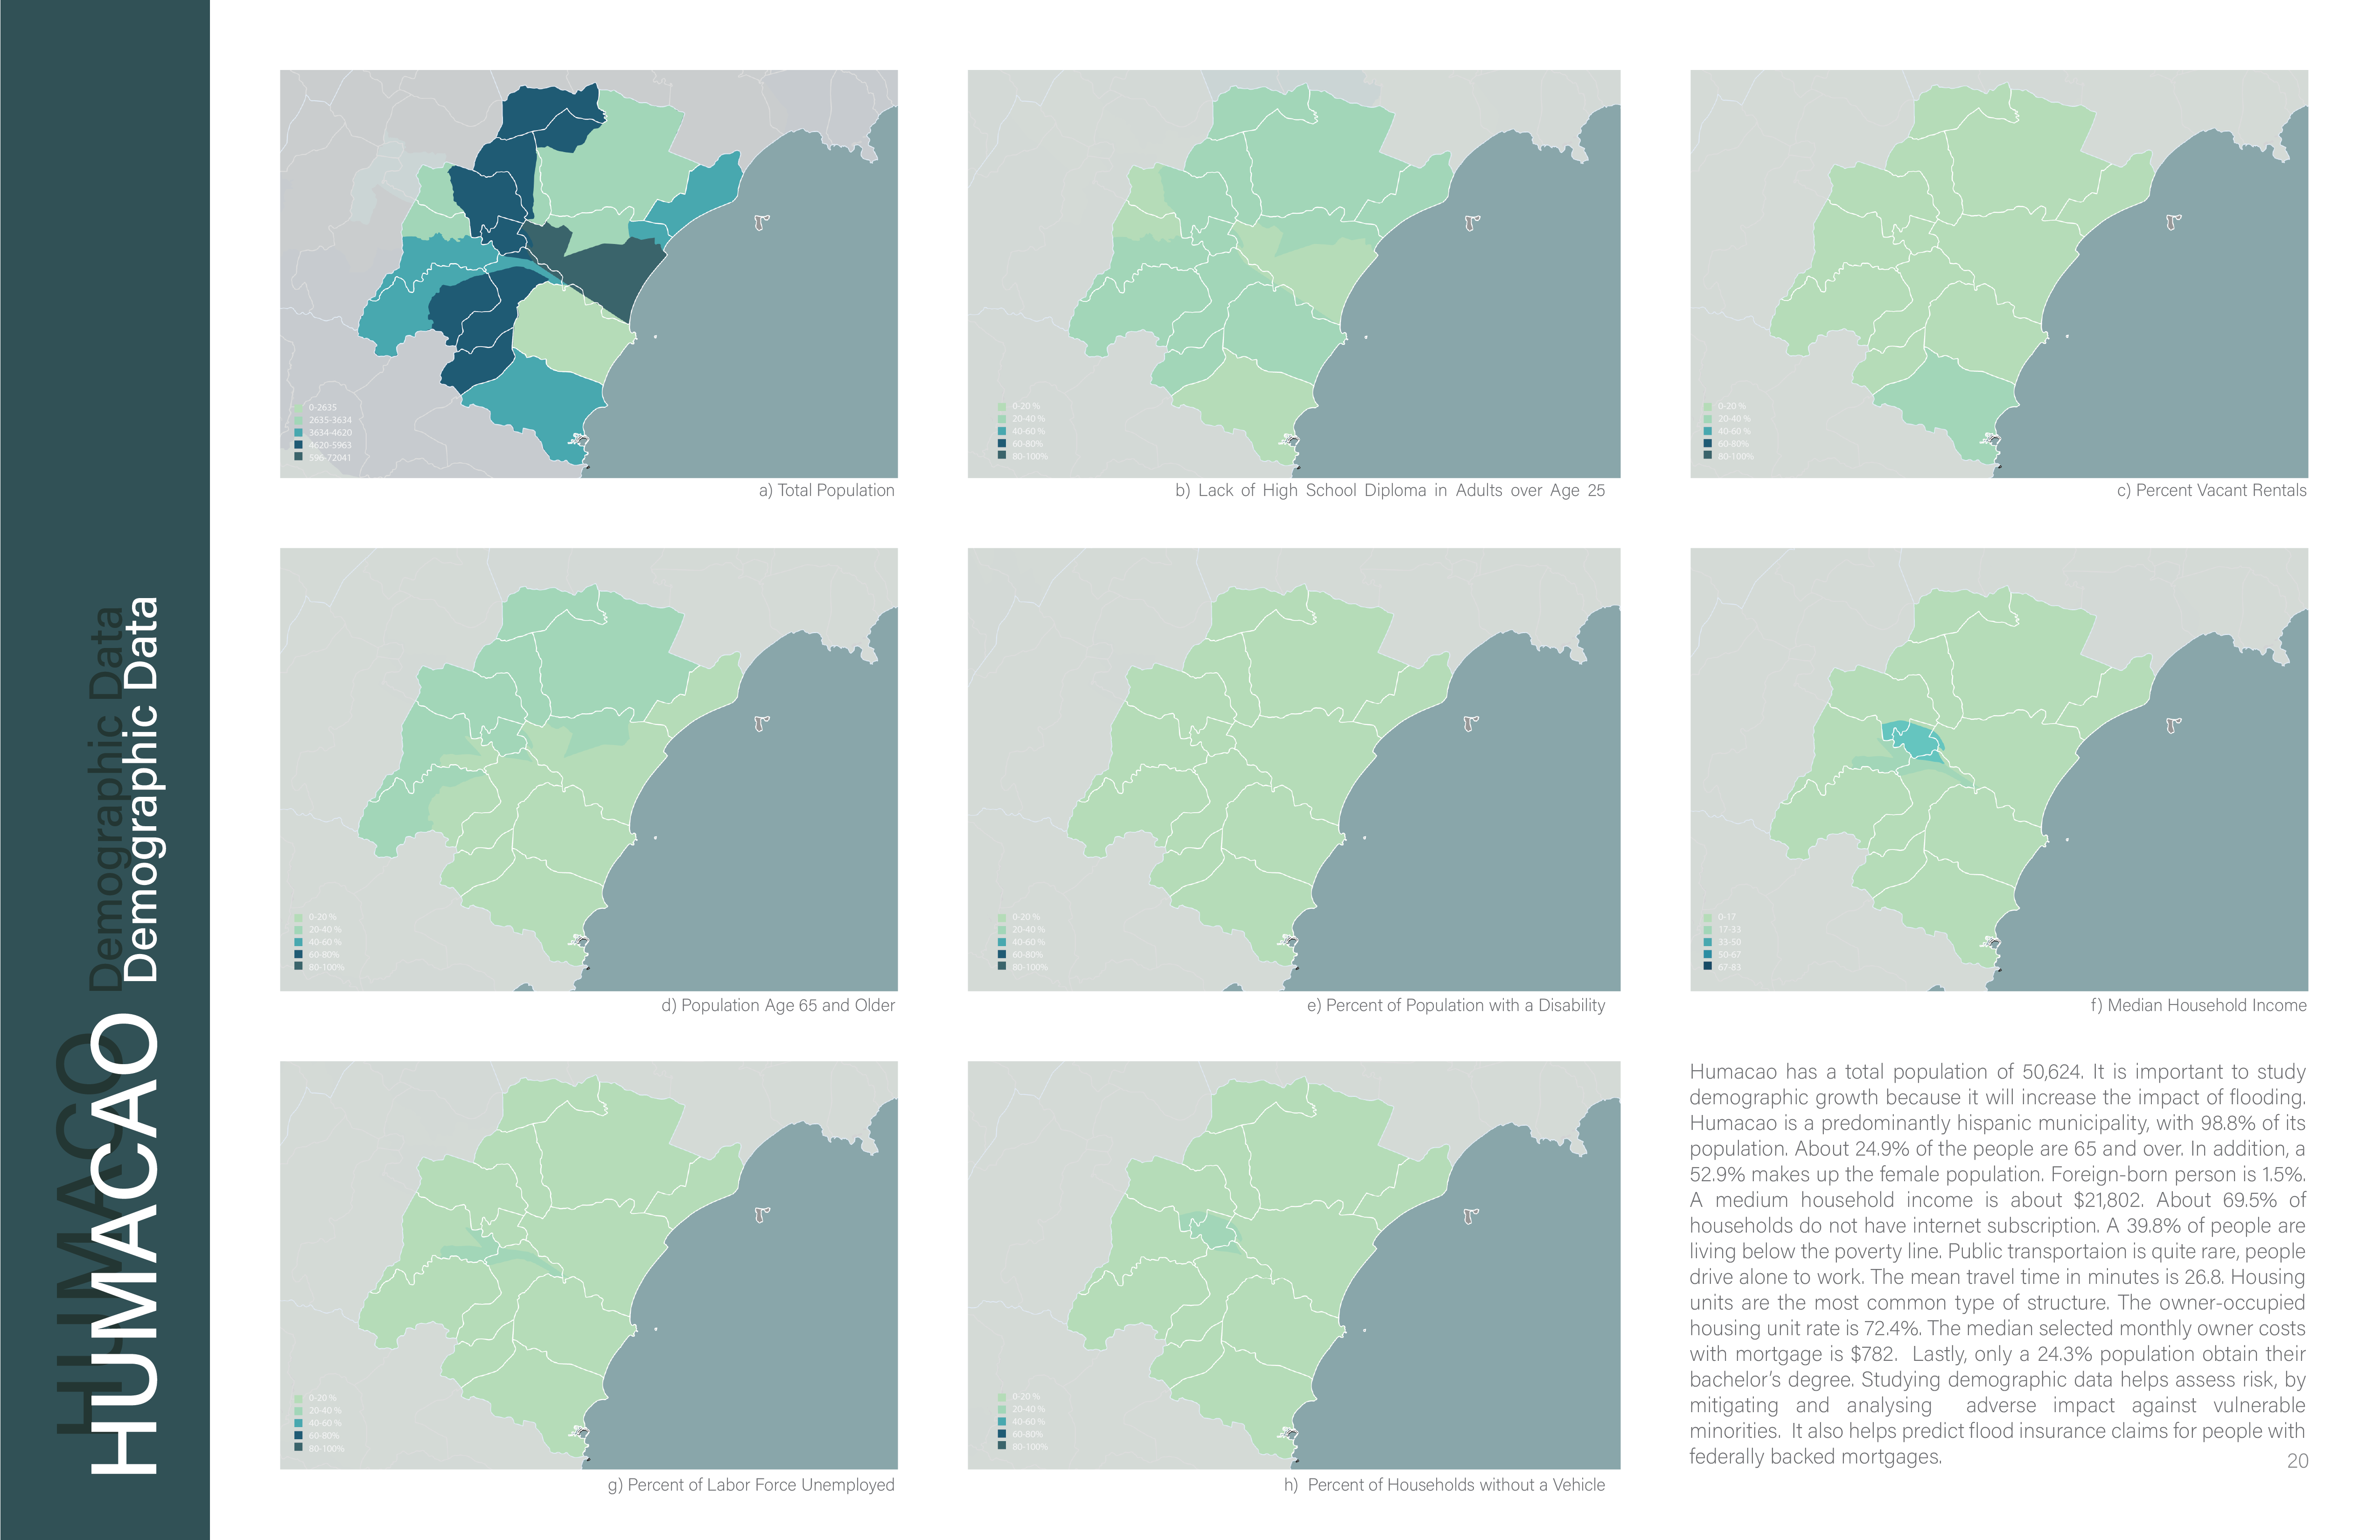 HUMACAO Demographic Data
HUMACAO Demographic Data
0-2635
2635-3634
3634-4620
4620-5963
596-72041
a) Total Population
0-20 %
20-40 %
40-60 %
60-80%
80-100%
b) Lack of High School Diploma in Adults over Age 25
0-20 %
20-40 %
40-60 %
60-80%
80-100%
c) Percent Vacant Rentals
0-20 %
20-40 %
40-60 %
60-80%
80-100%
d) Population Age 65 and Older
0-20 %
20-40 %
40-60 %
60-80%
80-100%
e) Percent of Population with a Disability
0-17
17-33
33-50
50-67
67-83
f) Median Household Income
0-20 %
20-40 %
40-60 %
60-80%
80-100%
g) Percent of Labor Force Unemployed
0-20 %
20-40 %
40-60 %
60-80%
80-100%
h) Percent of Households without a Vehicle
Humacao has a total population of 50,624. It is important to study
demographic growth because it will increase the impact of flooding.
Humacao is a predominantly hispanic municipality, with 98.8% of its
population. About 24.9% of the people are 65 and over. In addition, a
52.9% makes up the female population. Foreign-born person is 1.5%.
A medium household income is about $21,802. About 69.5% of
households do not have internet subscription. A 39.8% of people are
living below the poverty line. Public transportaion is quite rare, people
drive alone to work. The mean travel time in minutes is 26.8. Housing
units are the most common type of structure. The owner-occupied
housing unit rate is 72.4%. The median selected monthly owner costs
with mortgage is $782. Lastly, only a 24.3% population obtain their
bachelor's degree. Studying demographic data helps assess risk, by
mitigating and analysing adverse impact against vulnerable
minorities. It also helps predict flood insurance claims for people with
federally backed mortgages.
20